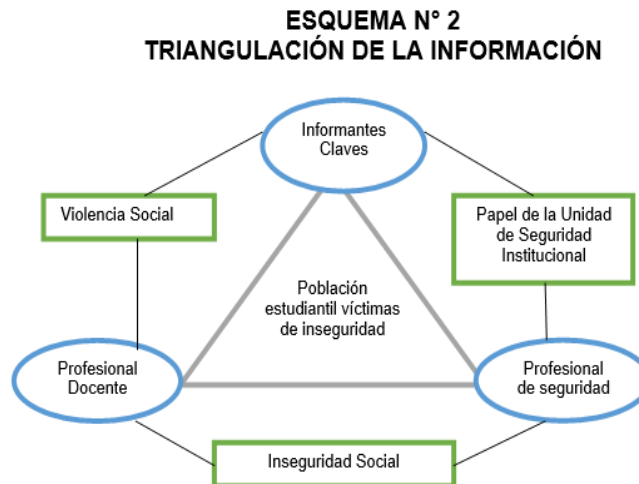 ESQUEMA N° 2
TRIANGULACIÓN DE LA INFORMACIÓN
Informantes
Claves
Violencia Social
Papel de la Unidad
de Seguridad
Institucional
Población
estudiantil víctimas
de inseguridad
Profesional
Docente
Profesional
de seguridad
Inseguridad Social